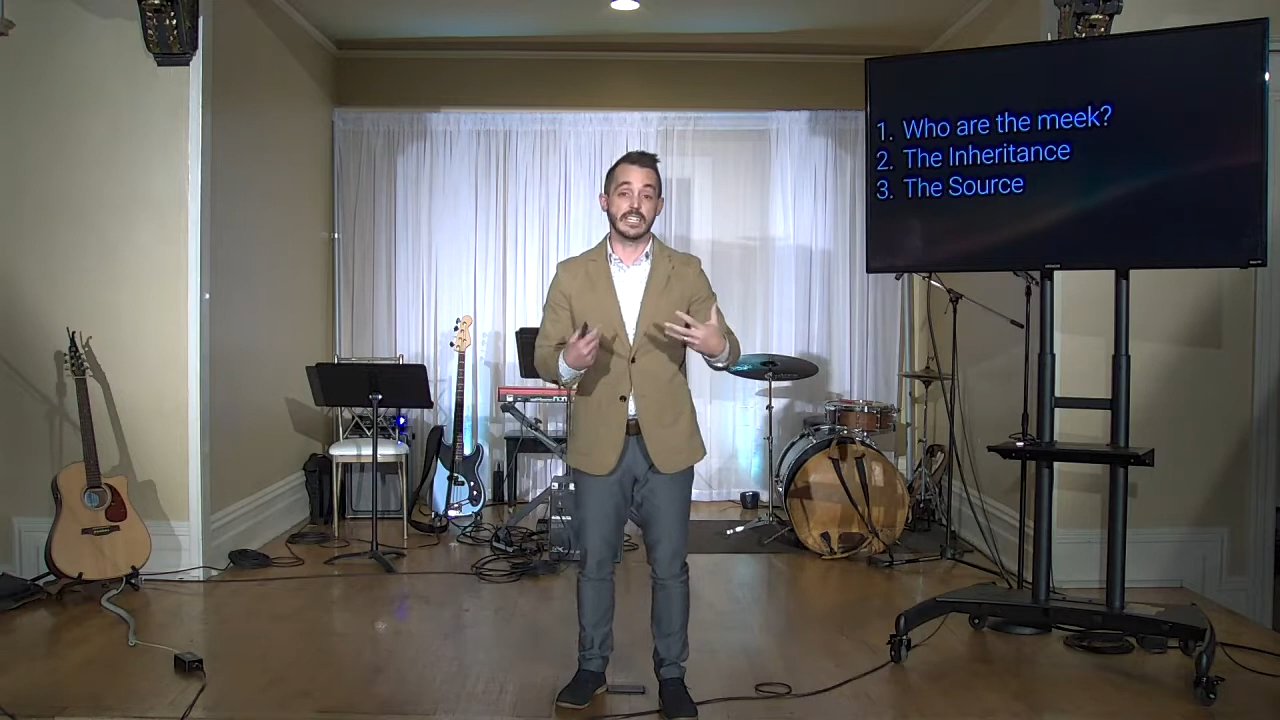 1. Who are the meek?
2. The Inheritance
3. The Source